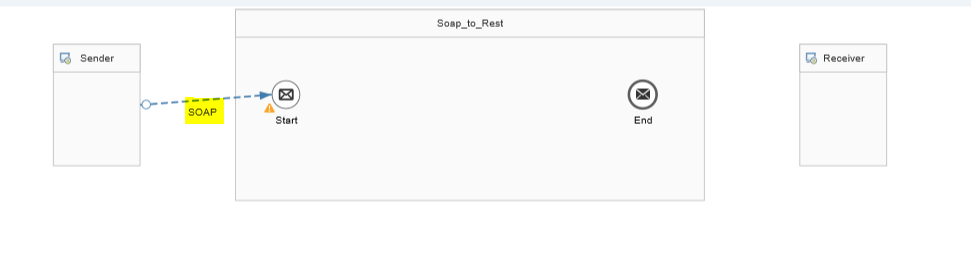 Soap_to_Rest
Sender
Receiver
SOAP
Start
End